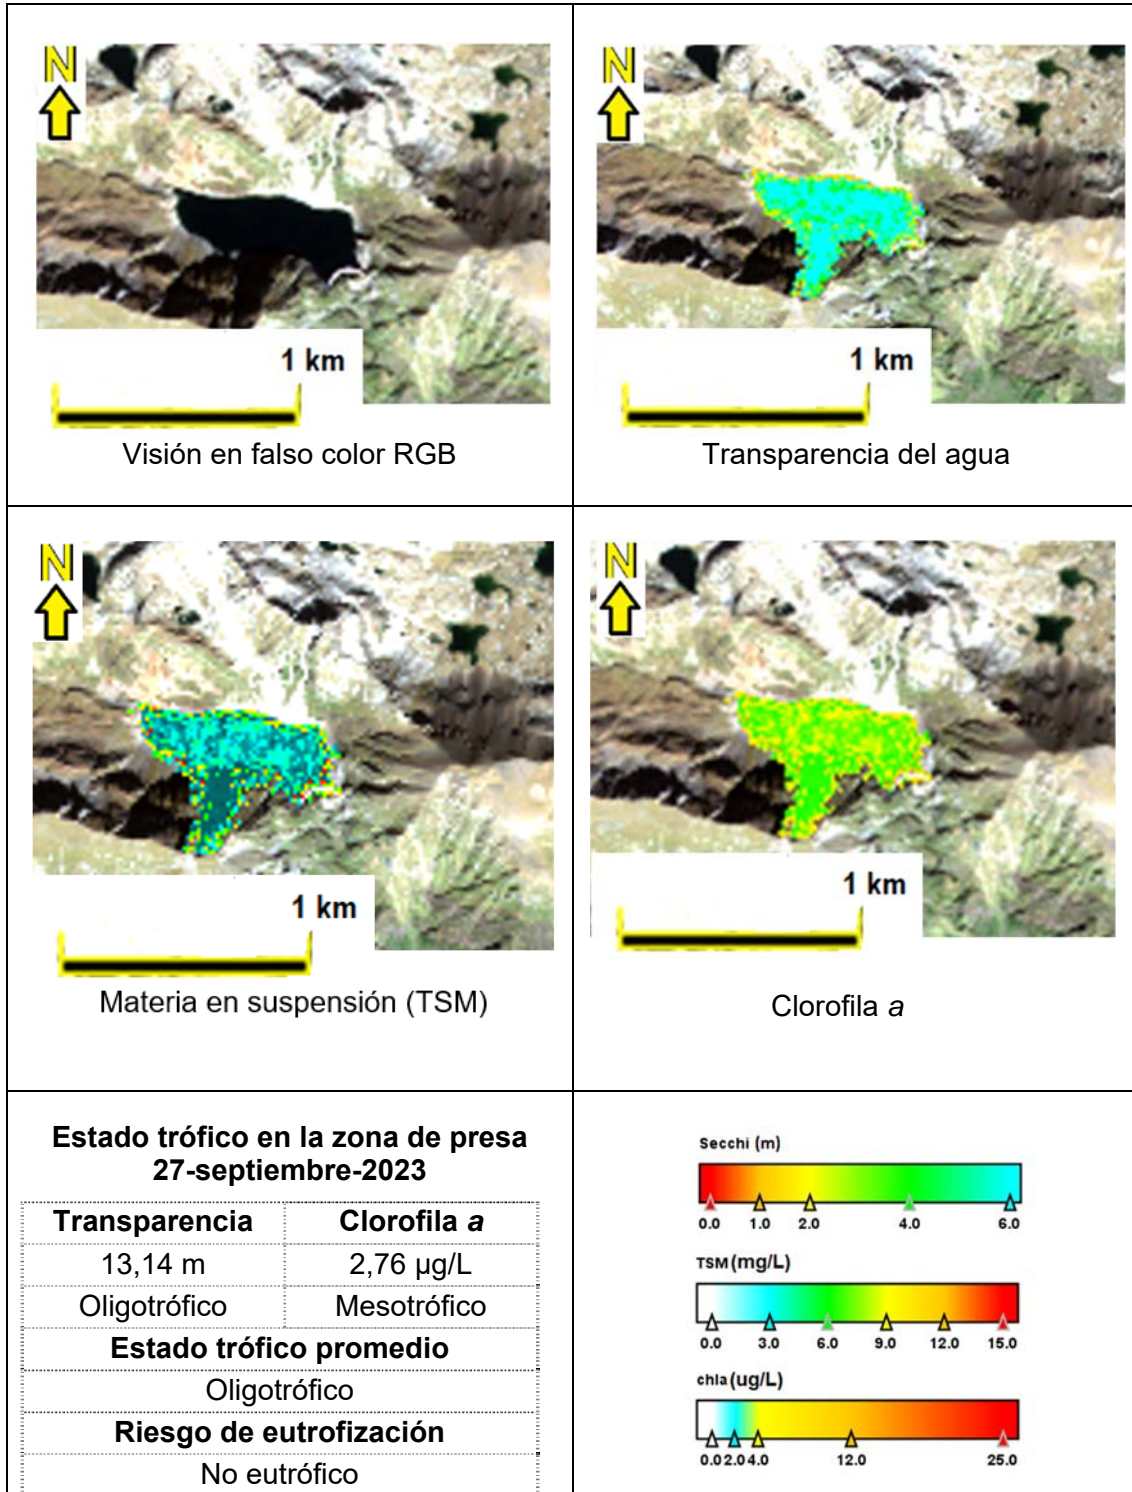 N
N
1 km
1 km
Visión en falso color RGB
Transparencia del agua
N
N
1 km
1 km
Materia en suspensión (TSM)
Clorofila a
Estado trófico en la zona de presa
27-septiembre-2023
Transparencia Clorofila a
13,14 m 2,76 µg/L
Oligotrófico Mesotrófico
Estado trófico promedio
Oligotrófico
Riesgo de eutrofización
No eutrófico
Secchi (m)
0.0 1.0 2.0 4.0 6.0
TSM (mg/L)
0.0 3.0 6.0 9.0 12.0 15.0
chla (ug/L)
0.0 2.0 4.0 12.0 25.0